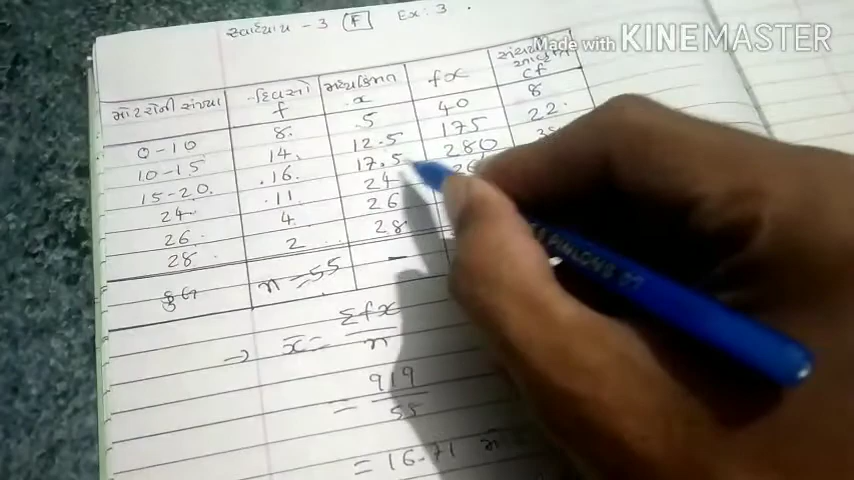 સ્વાધ્યાય - 3 F Ex: 3
Made with KINEMASTER
મોટરોની સંખ્યા દિવસો f મધ્યકિંમત x fx cf
0-10 8 5 40 8
10-15 14 12.5 175 22
15-20 16 17.5 280
24 11 24
26 4 26
28 2 28
કુલ n=55 -
→ x̄ = Σfx / n
= 919 / 55
= 16.71